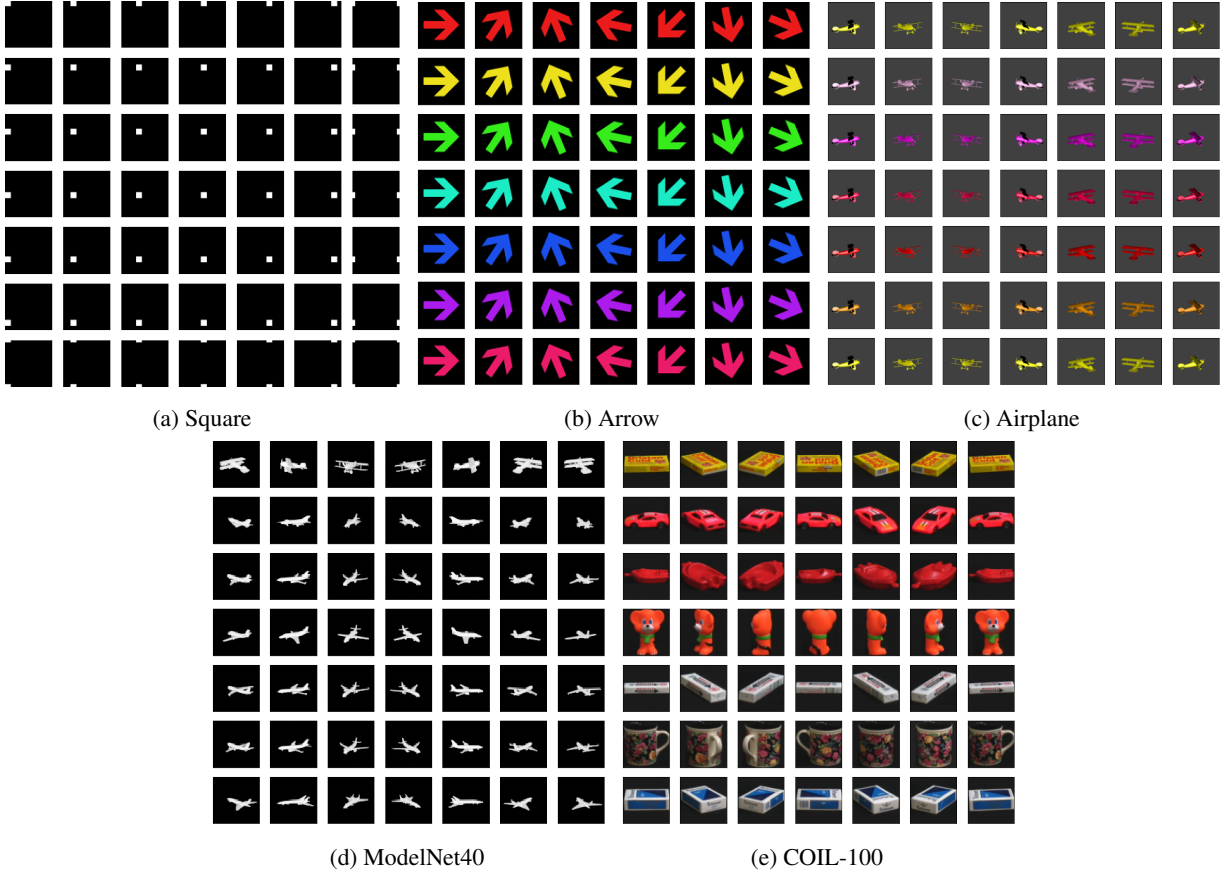 (a) Square
(b) Arrow
(c) Airplane
(d) ModelNet40
(e) COIL-100